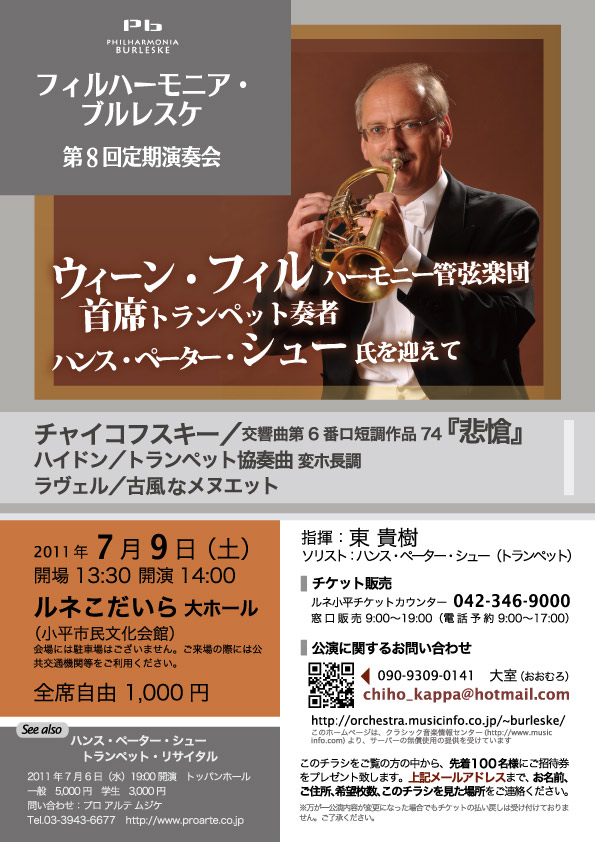 Pb
PHILHARMONIA
BURLESKE
フィルハーモニア・
ブルレスケ
第8回定期演奏会
ウィーン・フィルハーモニー管弦楽団
首席トランペット奏者
ハンス・ペーター・シュー氏を迎えて
チャイコフスキー／交響曲第6番ロ短調作品74『悲愴』
ハイドン／トランペット協奏曲 変ホ長調
ラヴェル／古風なメヌエット
2011年7月9日（土）
開場 13:30 開演 14:00
ルネこだいら 大ホール
（小平市民文化会館）
会場には駐車場はございません。ご来場の際には公
共交通機関等をご利用ください。
全席自由 1,000円
See also
ハンス・ペーター・シュー
トランペット・リサイタル
2011年7月6日（水）19:00開演　トッパンホール
一般　5,000円　学生　3,000円
問い合わせ：プロ アルテ ムジケ
Tel.03-3943-6677　http://www.proarte.co.jp
指揮：東 貴樹
ソリスト：ハンス・ペーター・シュー（トランペット）
チケット販売
ルネ小平チケットカウンター 042-346-9000
窓口販売 9:00～19:00（電話予約 9:00～17:00）
公演に関するお問い合わせ
090-9309-0141　大室（おおむろ）
chiho_kappa@hotmail.com
http://orchestra.musicinfo.co.jp/~burleske/
このホームページは、クラシック音楽情報センター（http://www.music
info.com）より、サーバーの無償使用の提供を受けています
このチラシをご覧の方の中から、先着100名様にご招待券
をプレゼント致します。上記メールアドレスまで、お名前、
ご住所、希望枚数、このチラシを見た場所をご連絡ください。
※万が一公演内容が変更になった場合でもチケットの払い戻しは受け付けておりま
せん。ご了承ください。